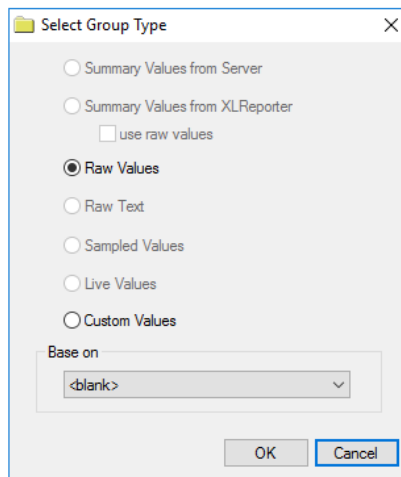 Select Group Type
Summary Values from Server
Summary Values from XLReporter
use raw values
Raw Values
Raw Text
Sampled Values
Live Values
Custom Values
Base on
<blank>
OK Cancel